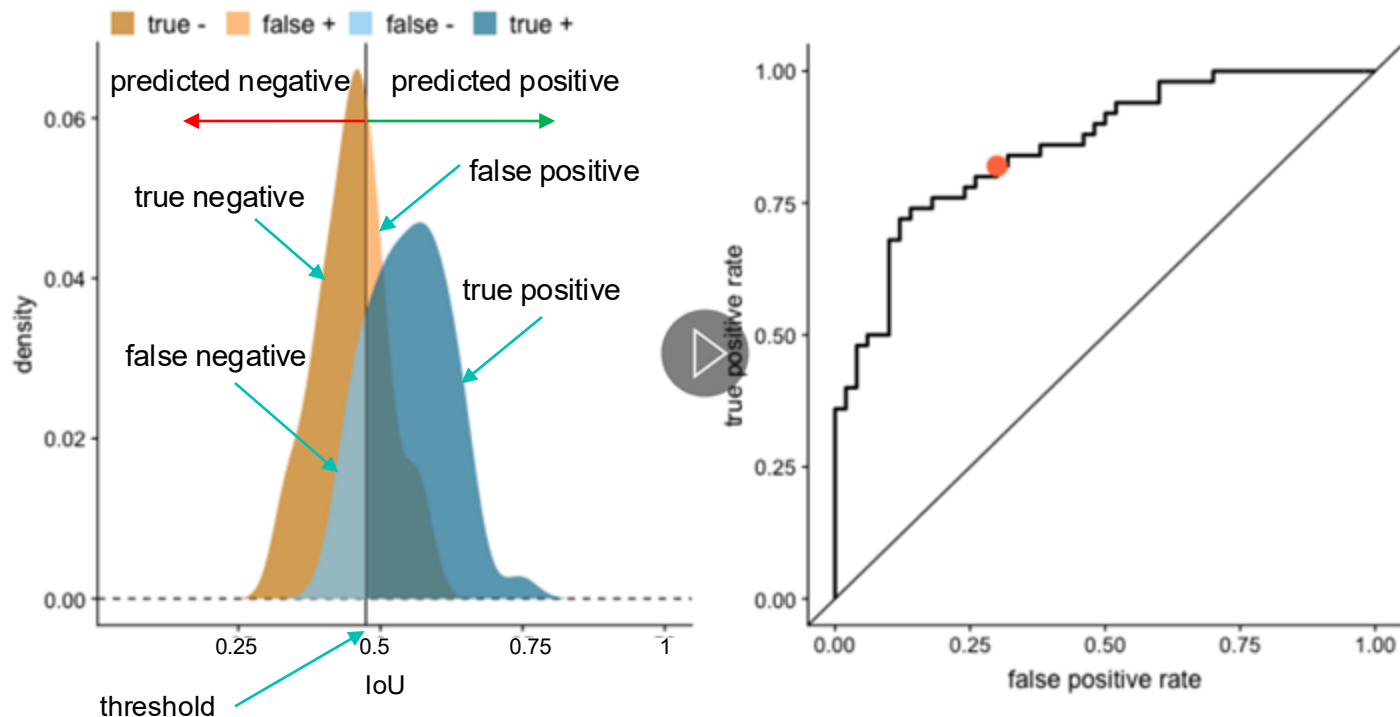 true -
false +
false -
true +
predicted negative
predicted positive
false positive
true negative
true positive
false negative
density
0.06
0.04
0.02
0.00
0.25
0.5
0.75
1
IoU
threshold
true positive rate
1.00
0.75
0.50
0.25
0.00
0.00
0.25
0.50
0.75
1.00
false positive rate